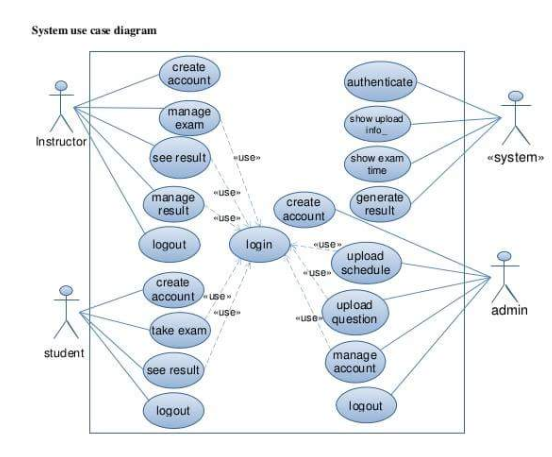 System use case diagram
create
account
manage
exam
see result
manage
result
logout
Instructor
«use»
«use»
«use»
login
create
account
take exam
see result
logout
student
«use»
«use»
authenticate
show upload
info_
show exam
time
generate
result
«system»
create
account
upload
schedule
upload
question
manage
account
logout
admin
«use»
«use»
«use»